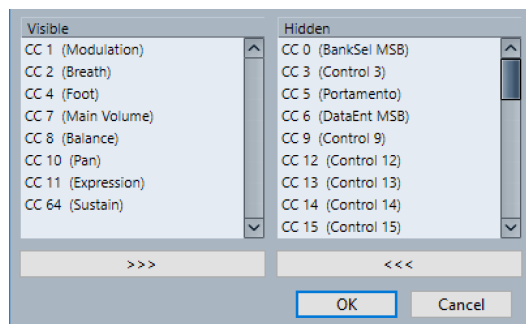 Visible
CC 1 (Modulation)
CC 2 (Breath)
CC 4 (Foot)
CC 7 (Main Volume)
CC 8 (Balance)
CC 10 (Pan)
CC 11 (Expression)
CC 64 (Sustain)
>>>
Hidden
CC 0 (BankSel MSB)
CC 3 (Control 3)
CC 5 (Portamento)
CC 6 (DataEnt MSB)
CC 9 (Control 9)
CC 12 (Control 12)
CC 13 (Control 13)
CC 14 (Control 14)
CC 15 (Control 15)
<<<
OK
Cancel